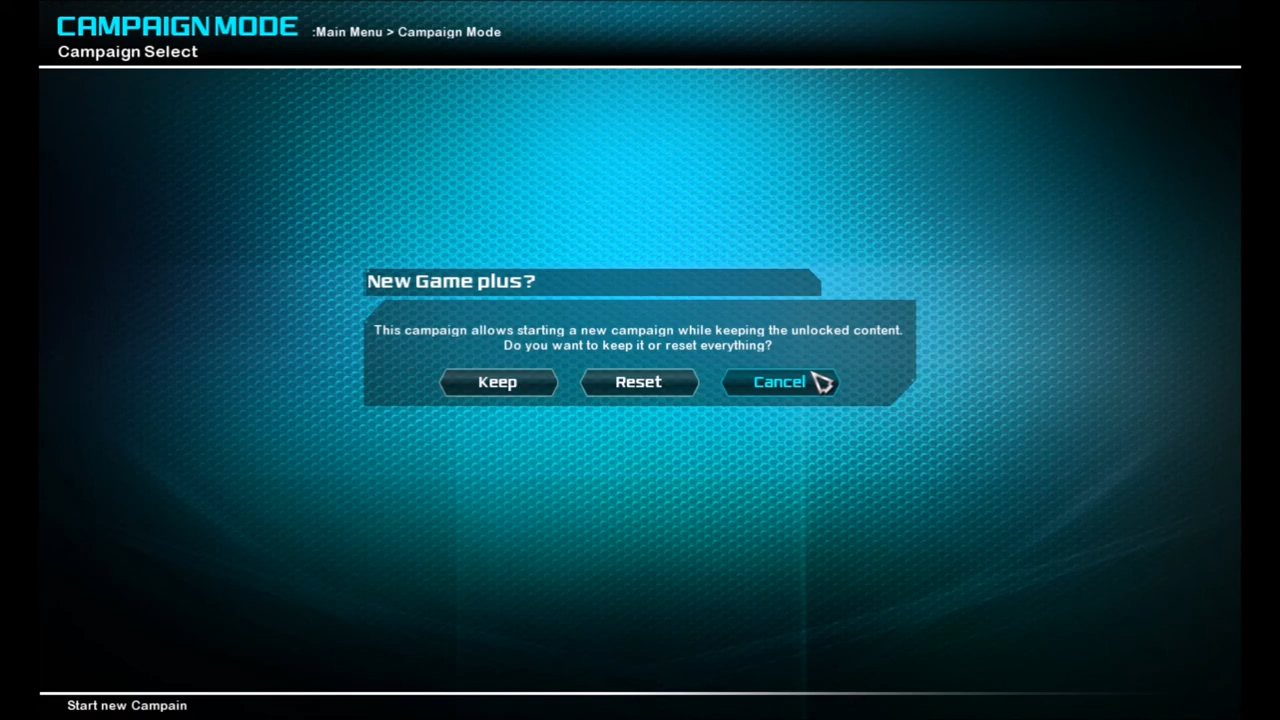 CAMPAIGN MODE :Main Menu > Campaign Mode
Campaign Select
New Game plus?
This campaign allows starting a new campaign while keeping the unlocked content.
Do you want to keep it or reset everything?
Keep Reset Cancel
Start new Campain